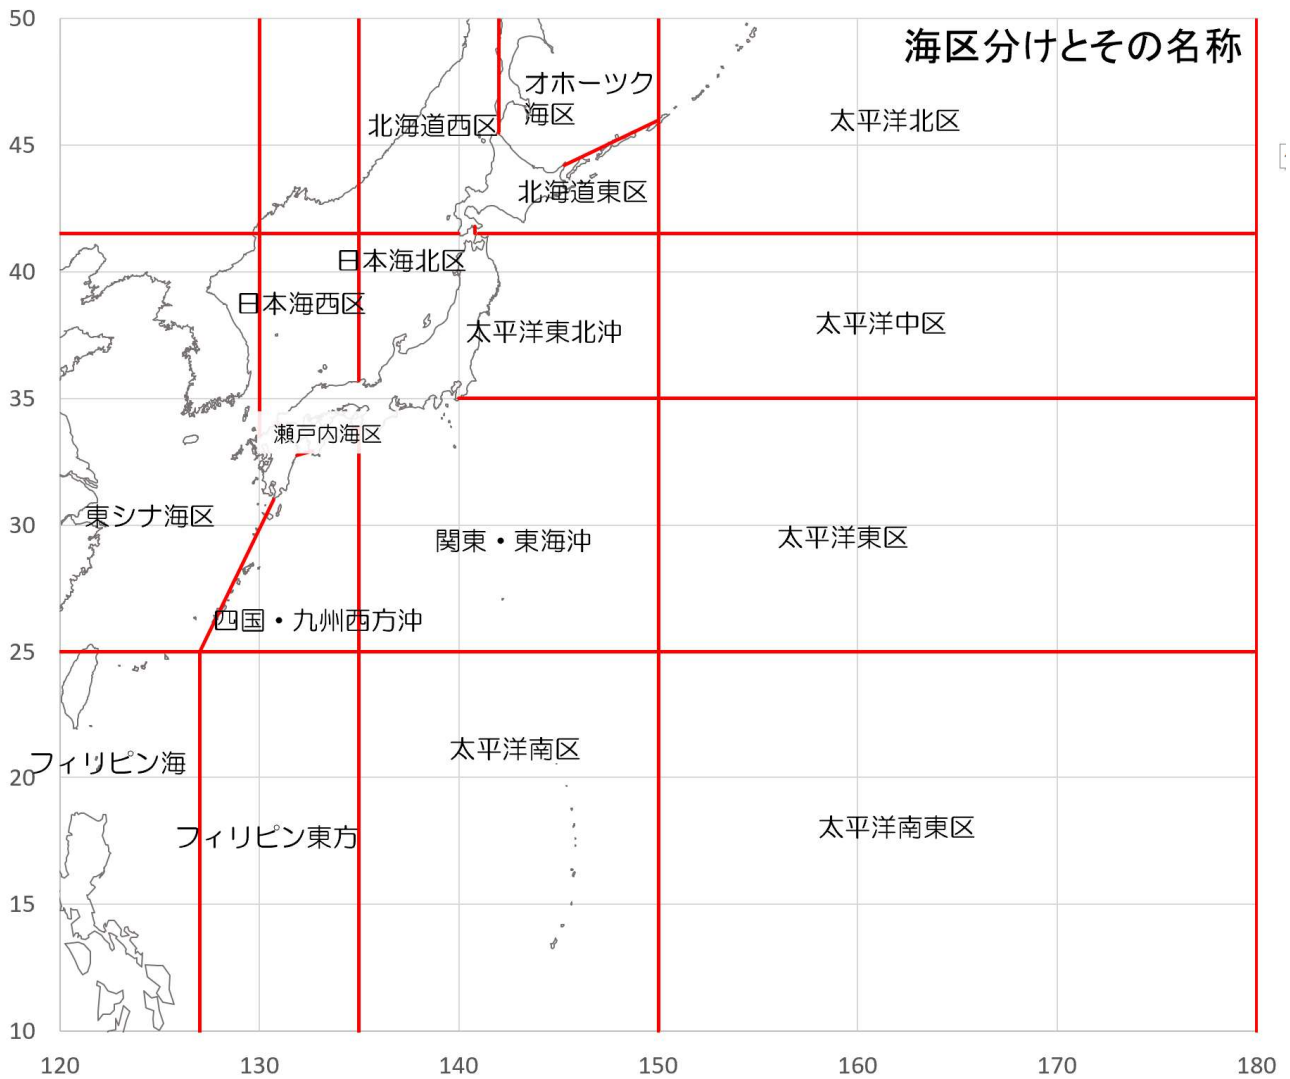 海区分けとその名称
50
オホーツク
海区
北海道西区
太平洋北区
45
北海道東区
40
日本海北区
日本海西区
太平洋東北沖
太平洋中区
35
瀬戸内海区
東シナ海区
30
関東・東海沖
太平洋東区
四国・九州西方沖
25
フィリピン海
太平洋南区
20
フィリピン東方
太平洋南東区
15
10
120
130
140
150
160
170
180